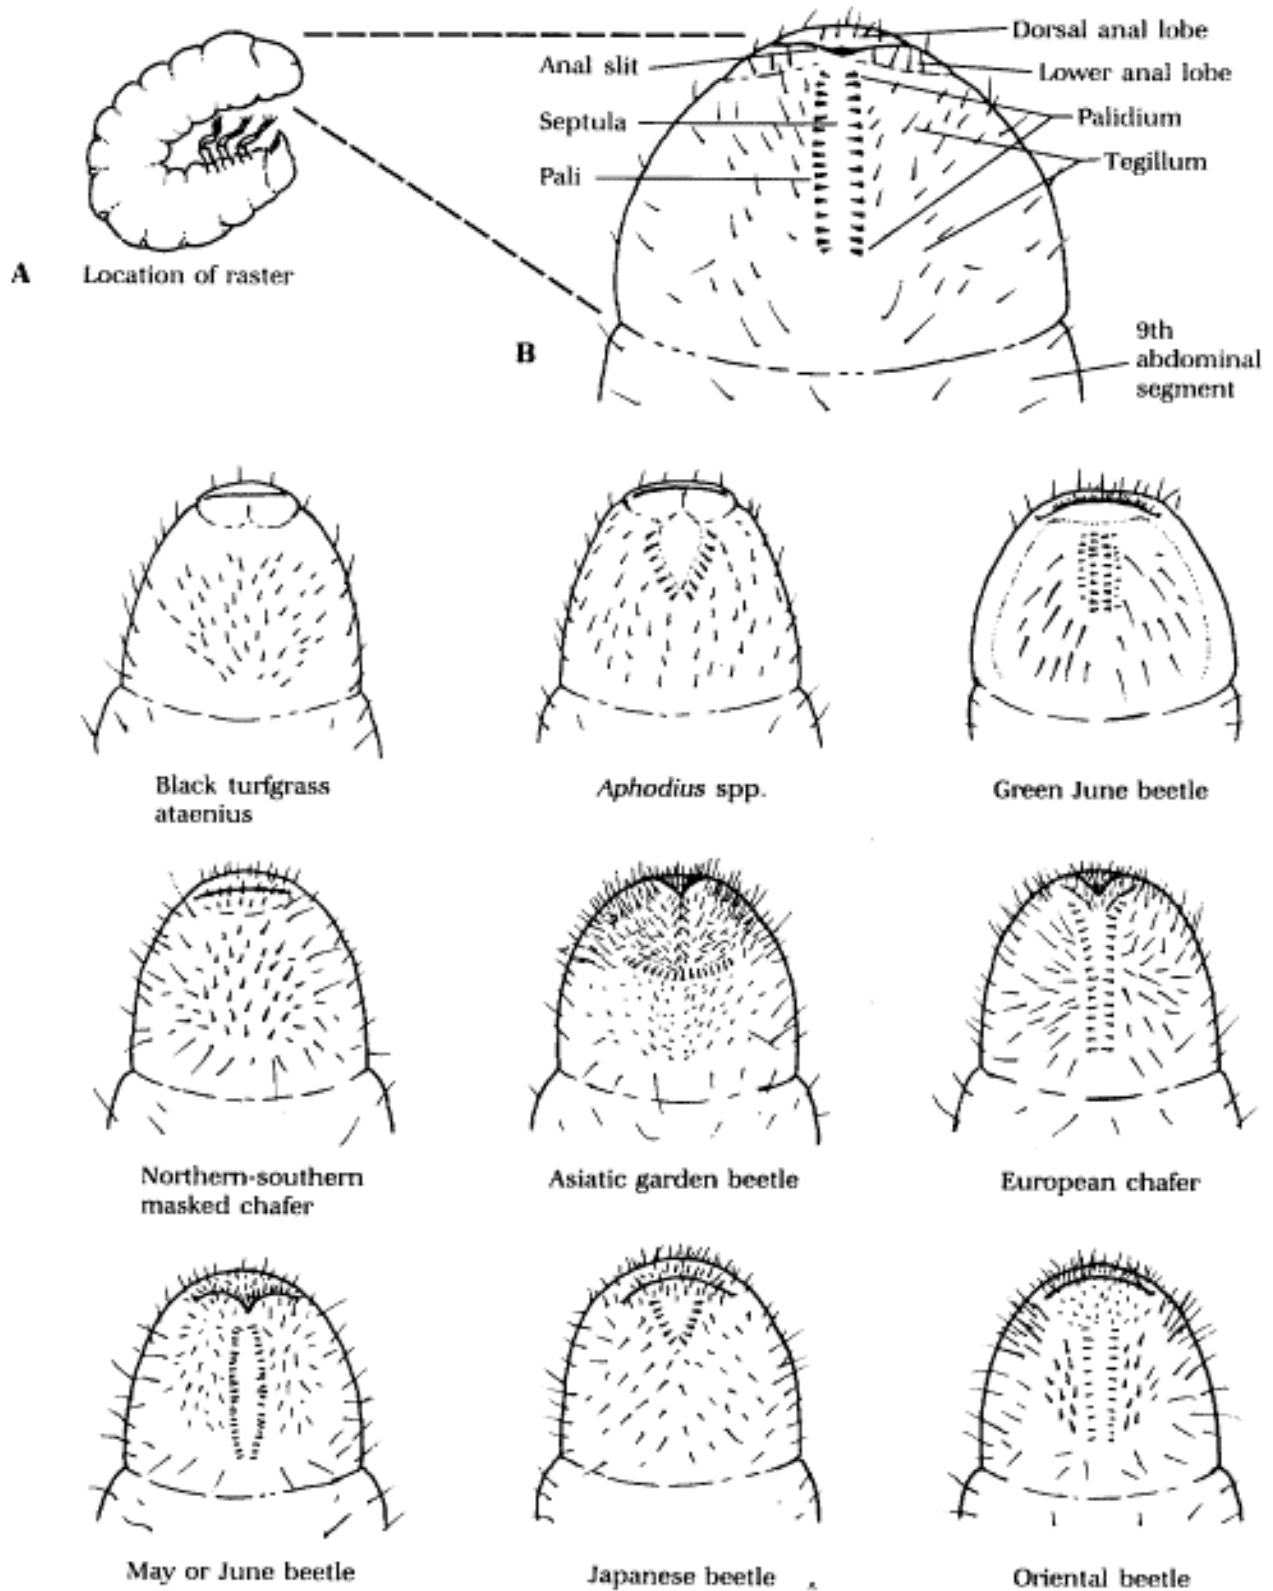 Dorsal anal lobe
Anal slit
Lower anal lobe
Septula
Palidium
Pali
Tegillum
A
Location of raster
B
9th
abdominal
segment
Black turfgrass
ataenius
Aphodius spp.
Green June beetle
Northern-southern
masked chafer
Asiatic garden beetle
European chafer
May or June beetle
Japanese beetle
Oriental beetle